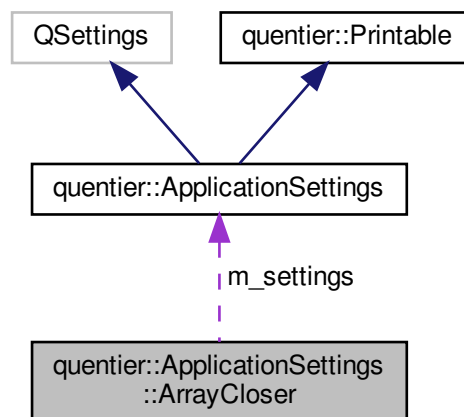 QSettings
quentier::Printable
quentier::ApplicationSettings
m_settings
quentier::ApplicationSettings
::ArrayCloser